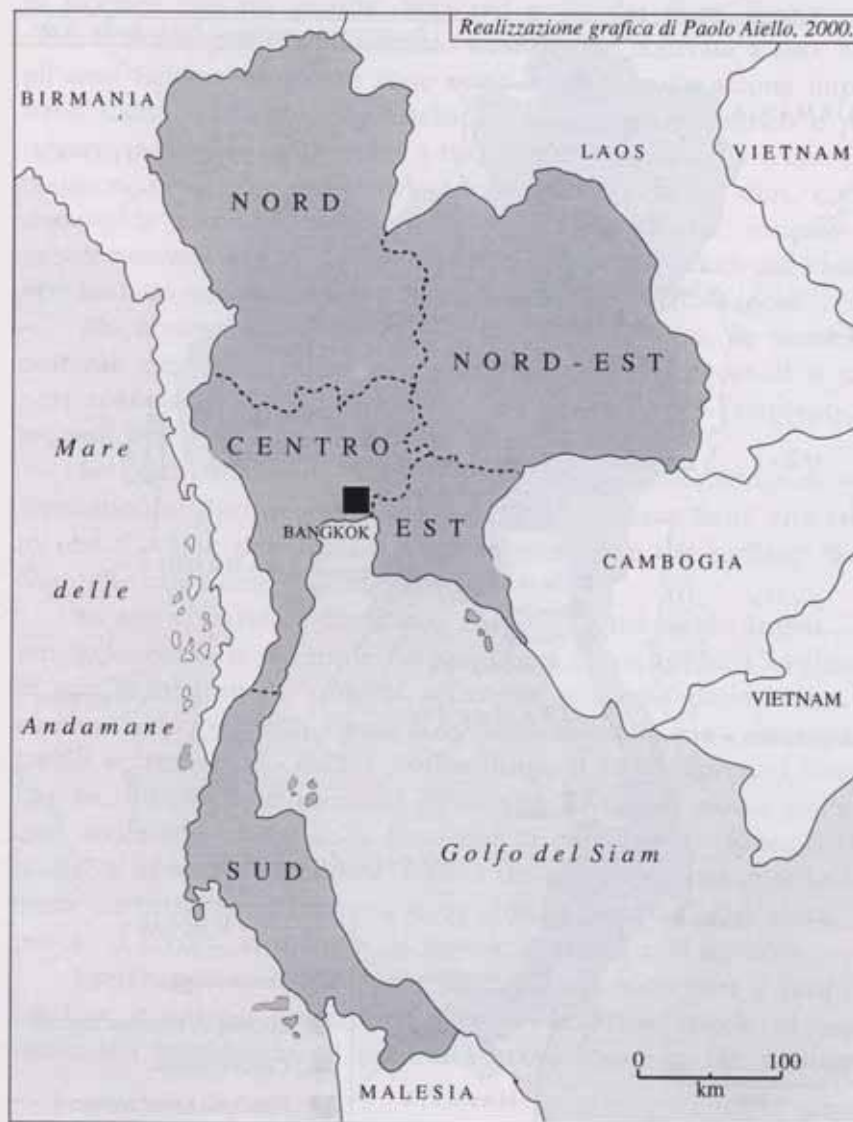 Realizzazione grafica di Paolo Aiello, 2000.
BIRMANIA
LAOS
VIETNAM
NORD
NORD-EST
Mare
CENTRO
BANGKOK
EST
delle
CAMBOGIA
Andamane
VIETNAM
Golfo del Siam
SUD
0 100
km
MALESIA